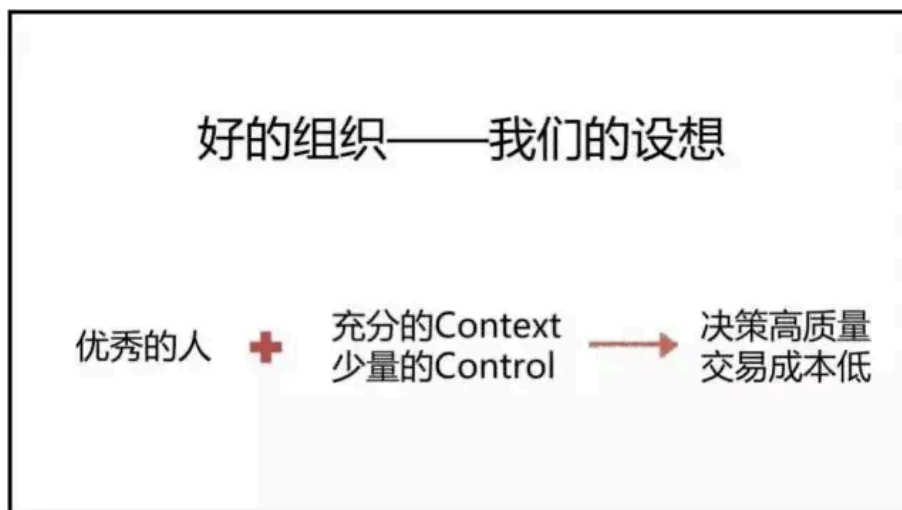 好的组织——我们的设想
优秀的人
充分的Context
少量的Control
决策高质量
交易成本低